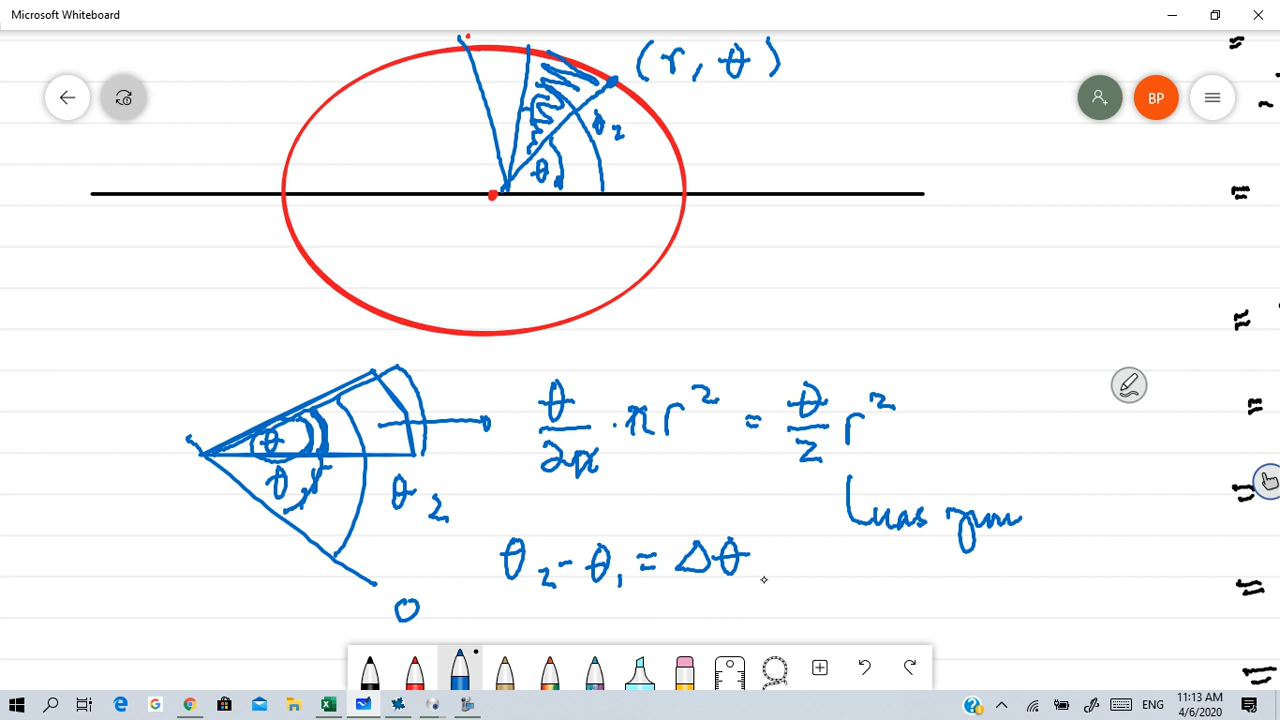 Microsoft Whiteboard
(r, θ)
BP
θ₂
θ₁
θ/2π · πr² = θ/2 r²
θ
θ₁
θ₂
Luas
θ₂ - θ₁ = Δθ
0
ENG
11:13 AM
4/6/2020